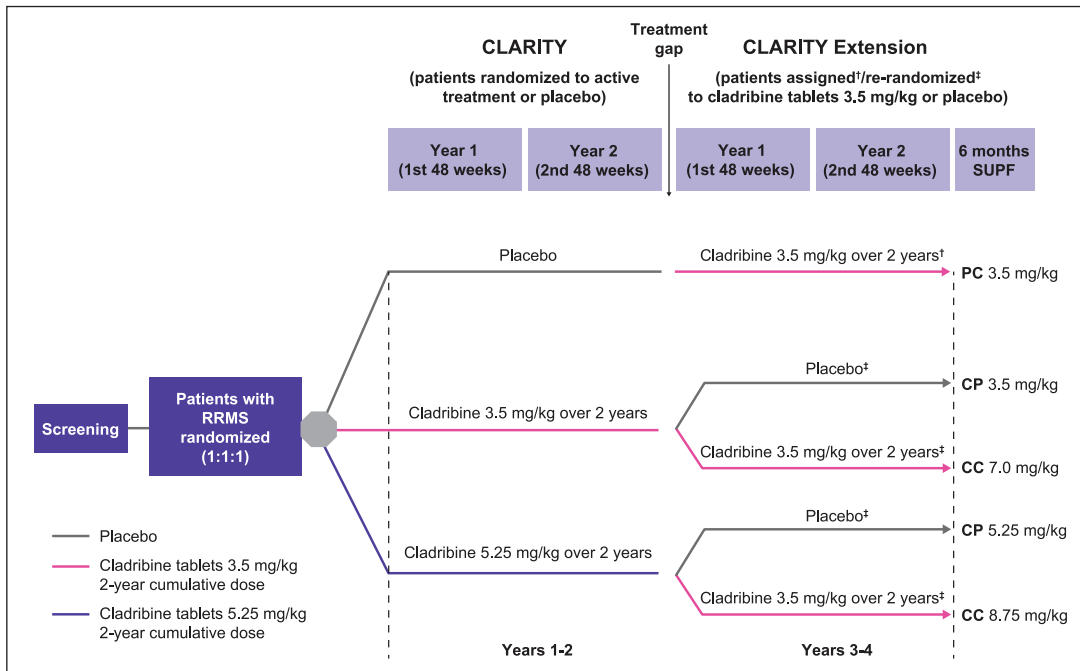 CLARITY
(patients randomized to active
treatment or placebo)
Treatment
gap
CLARITY Extension
(patients assigned†/re-randomized‡
to cladribine tablets 3.5 mg/kg or placebo)
Year 1
(1st 48 weeks)
Year 2
(2nd 48 weeks)
Year 1
(1st 48 weeks)
Year 2
(2nd 48 weeks)
6 months
SUPF
Placebo
Cladribine 3.5 mg/kg over 2 years†
PC 3.5 mg/kg
Screening
Patients with
RRMS
randomized
(1:1:1)
Cladribine 3.5 mg/kg over 2 years
Placebo‡
CP 3.5 mg/kg
Cladribine 3.5 mg/kg over 2 years‡
CC 7.0 mg/kg
Cladribine 5.25 mg/kg over 2 years
Placebo‡
CP 5.25 mg/kg
Cladribine 3.5 mg/kg over 2 years‡
CC 8.75 mg/kg
Placebo
Cladribine tablets 3.5 mg/kg
2-year cumulative dose
Cladribine tablets 5.25 mg/kg
2-year cumulative dose
Years 1-2
Years 3-4